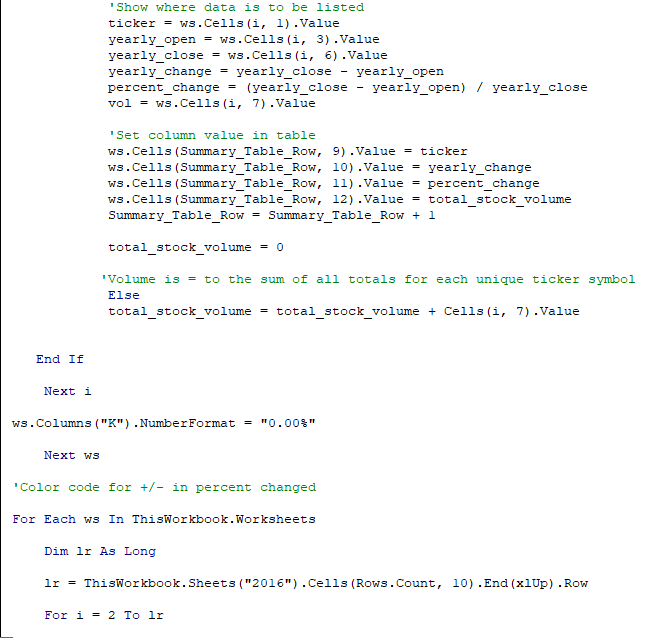 'Show where data is to be listed
ticker = ws.Cells(i, 1).Value
yearly_open = ws.Cells(i, 3).Value
yearly_close = ws.Cells(i, 6).Value
yearly_change = yearly_close - yearly_open
percent_change = (yearly_close - yearly_open) / yearly_close
vol = ws.Cells(i, 7).Value
'Set column value in table
ws.Cells(Summary_Table_Row, 9).Value = ticker
ws.Cells(Summary_Table_Row, 10).Value = yearly_change
ws.Cells(Summary_Table_Row, 11).Value = percent_change
ws.Cells(Summary_Table_Row, 12).Value = total_stock_volume
Summary_Table_Row = Summary_Table_Row + 1
total_stock_volume = 0
'Volume is = to the sum of all totals for each unique ticker symbol
Else
total_stock_volume = total_stock_volume + Cells(i, 7).Value
End If
Next i
ws.Columns("K").NumberFormat = "0.00%"
Next ws
'Color code for +/- in percent changed
For Each ws In ThisWorkbook.Worksheets
Dim lr As Long
lr = ThisWorkbook.Sheets("2016").Cells(Rows.Count, 10).End(xlUp).Row
For i = 2 To lr